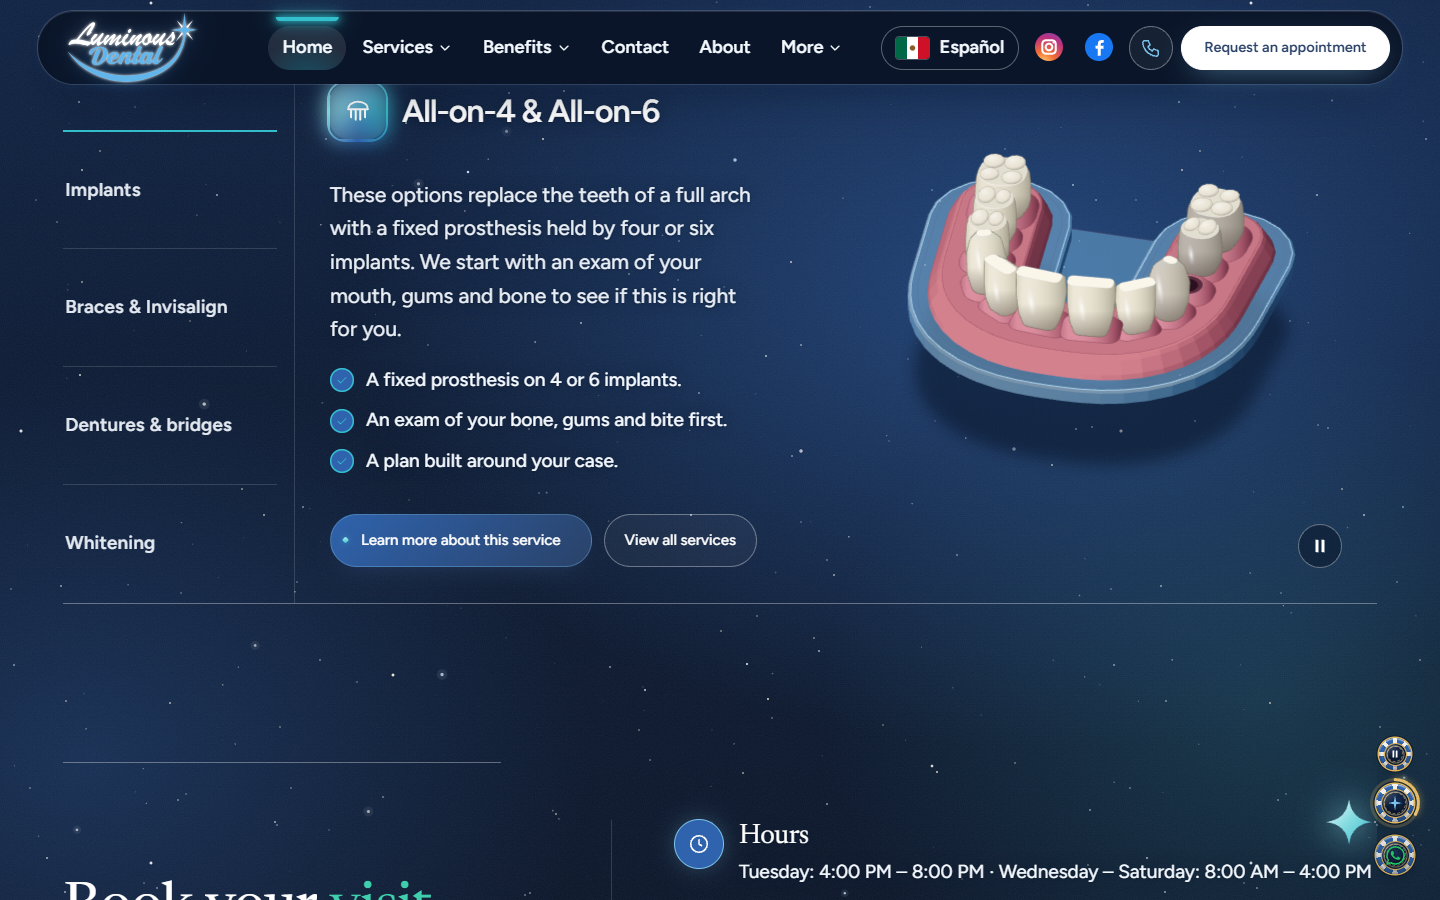 Luminous
Dental
Home
Services
Benefits
Contact
About
More
Español
Request an appointment
All-on-4 & All-on-6
Implants
Braces & Invisalign
Dentures & bridges
Whitening
These options replace the teeth of a full arch
with a fixed prosthesis held by four or six
implants. We start with an exam of your
mouth, gums and bone to see if this is right
for you.
A fixed prosthesis on 4 or 6 implants.
An exam of your bone, gums and bite first.
A plan built around your case.
Learn more about this service
View all services
Book your visit
Hours
Tuesday: 4:00 PM – 8:00 PM · Wednesday – Saturday: 8:00 AM – 4:00 PM